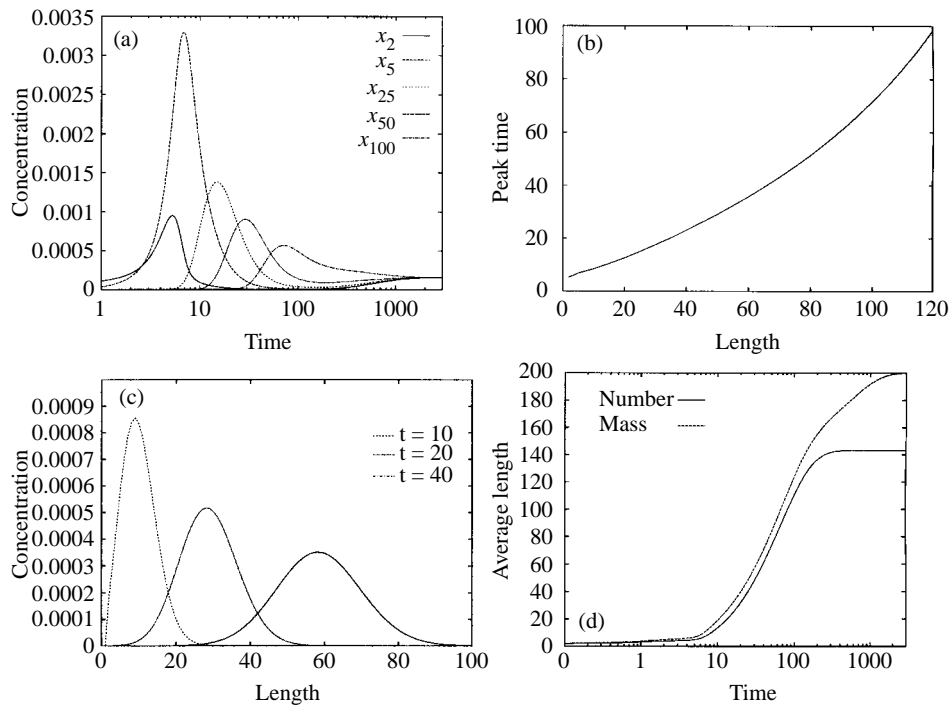 (a)
x2
x5
x25
x50
x100
0.0035
0.003
0.0025
0.002
0.0015
0.001
0.0005
0
Concentration
1 10 100 1000
Time
(b)
100
80
60
40
20
0
Peak time
0 20 40 60 80 100 120
Length
(c)
t = 10
t = 20
t = 40
0.0009
0.0008
0.0007
0.0006
0.0005
0.0004
0.0003
0.0002
0.0001
0
Concentration
0 20 40 60 80 100
Length
Number
Mass
(d)
200
180
160
140
120
100
80
60
40
20
0
Average length
0 1 10 100 1000
Time